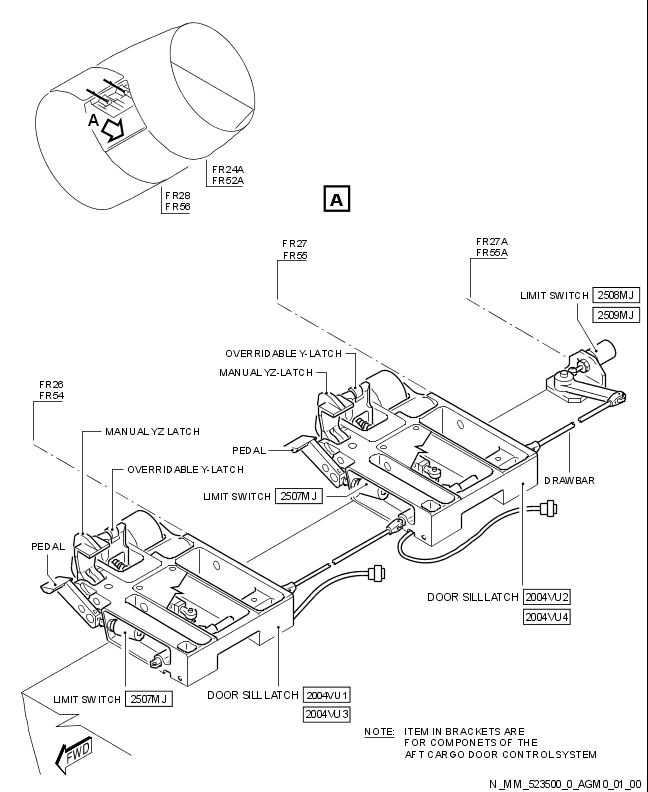 A
FR24A
FR52A
FR28
FR56
A
FR27
FR55
FR27A
FR55A
LIMIT SWITCH 2508MJ
2509MJ
OVERRIDABLE Y-LATCH
MANUAL YZ-LATCH
FR26
FR54
MANUAL YZ LATCH
PEDAL
OVERRIDABLE Y-LATCH
LIMIT SWITCH 2507MJ
DRAWBAR
PEDAL
DOOR SILL LATCH 2004VU2
2004VU4
LIMIT SWITCH 2507MJ
DOOR SILL LATCH 2004VU1
2004VU3
NOTE: ITEM IN BRACKETS ARE
FOR COMPONETS OF THE
AFT CARGO DOOR CONTROL SYSTEM
FWD
N_MM_523500_0_AGM0_01_00